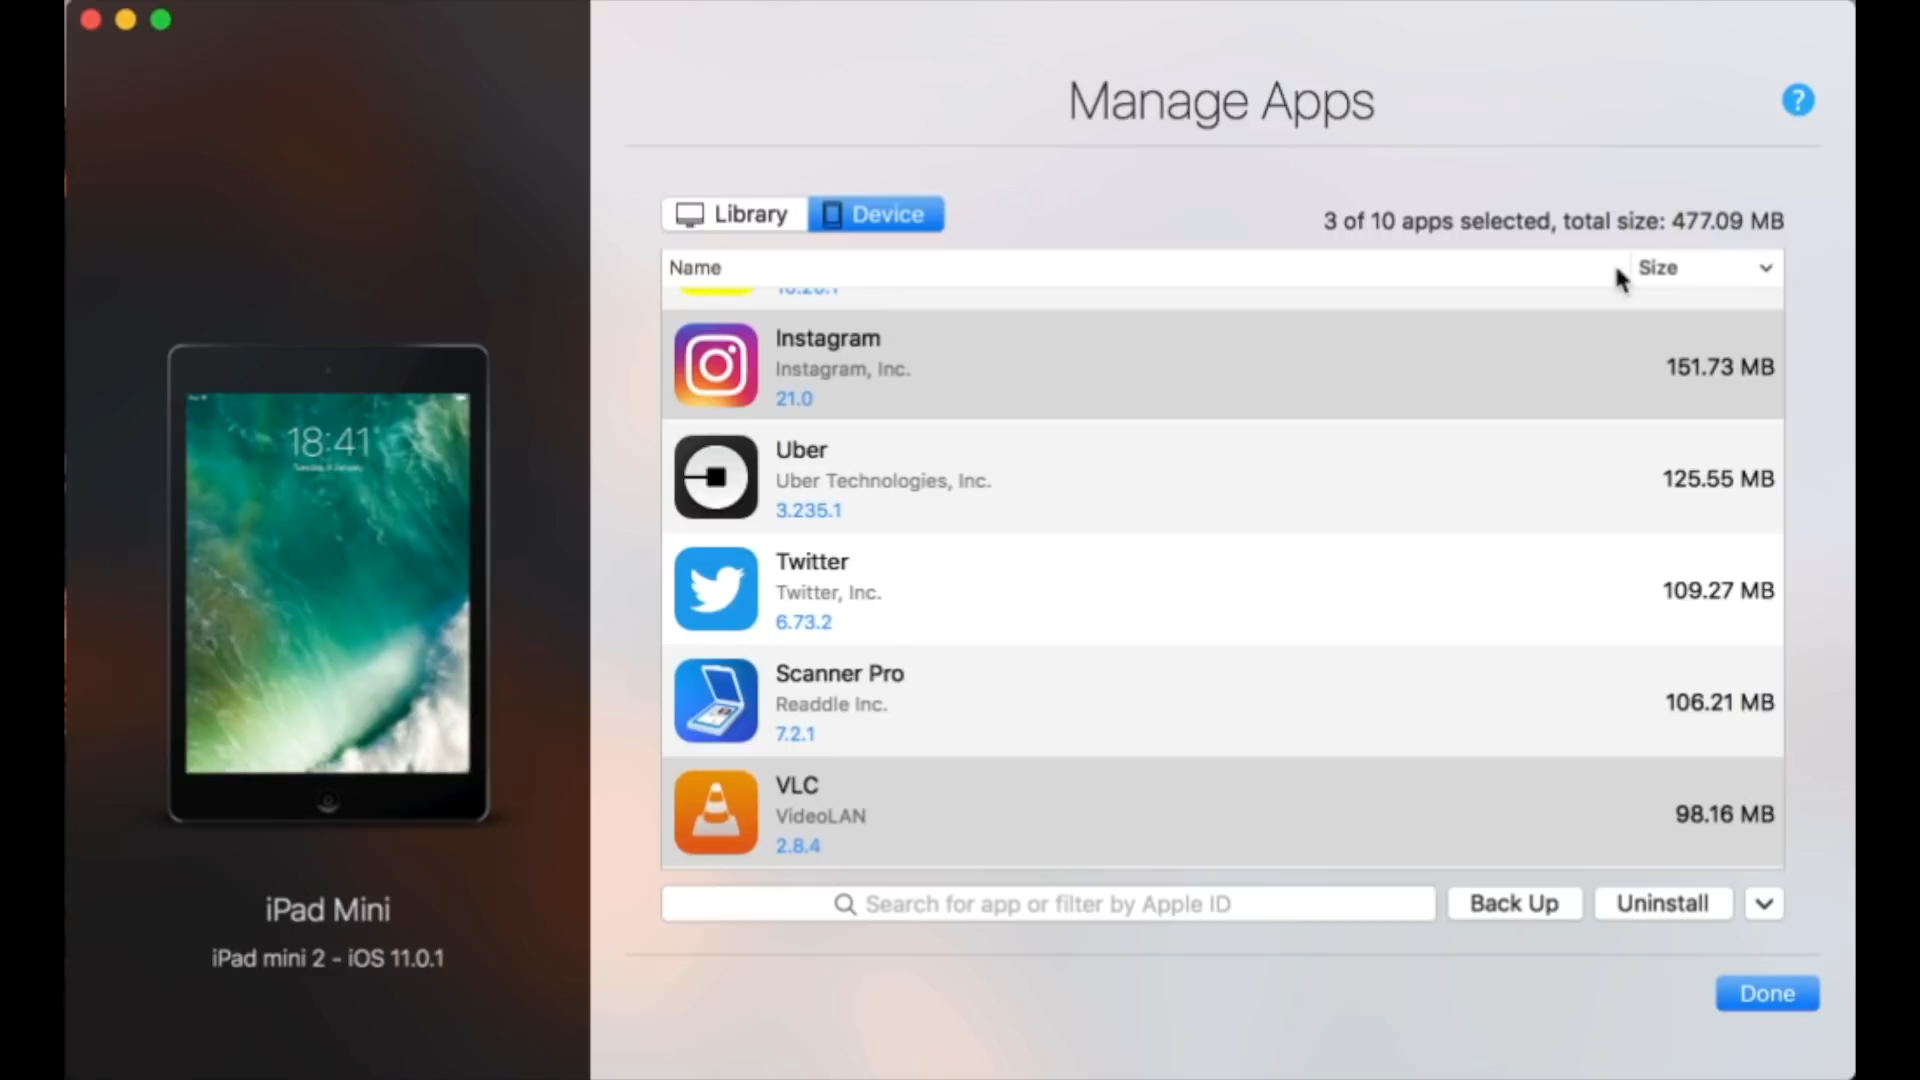 Manage Apps
?
Library
Device
3 of 10 apps selected, total size: 477.09 MB
Name
Size
Instagram
Instagram, Inc.
21.0
151.73 MB
Uber
Uber Technologies, Inc.
3.235.1
125.55 MB
Twitter
Twitter, Inc.
6.73.2
109.27 MB
Scanner Pro
Readdle Inc.
7.2.1
106.21 MB
VLC
VideoLAN
2.8.4
98.16 MB
Search for app or filter by Apple ID
Back Up
Uninstall
Done
18:41
iPad Mini
iPad mini 2 - iOS 11.0.1